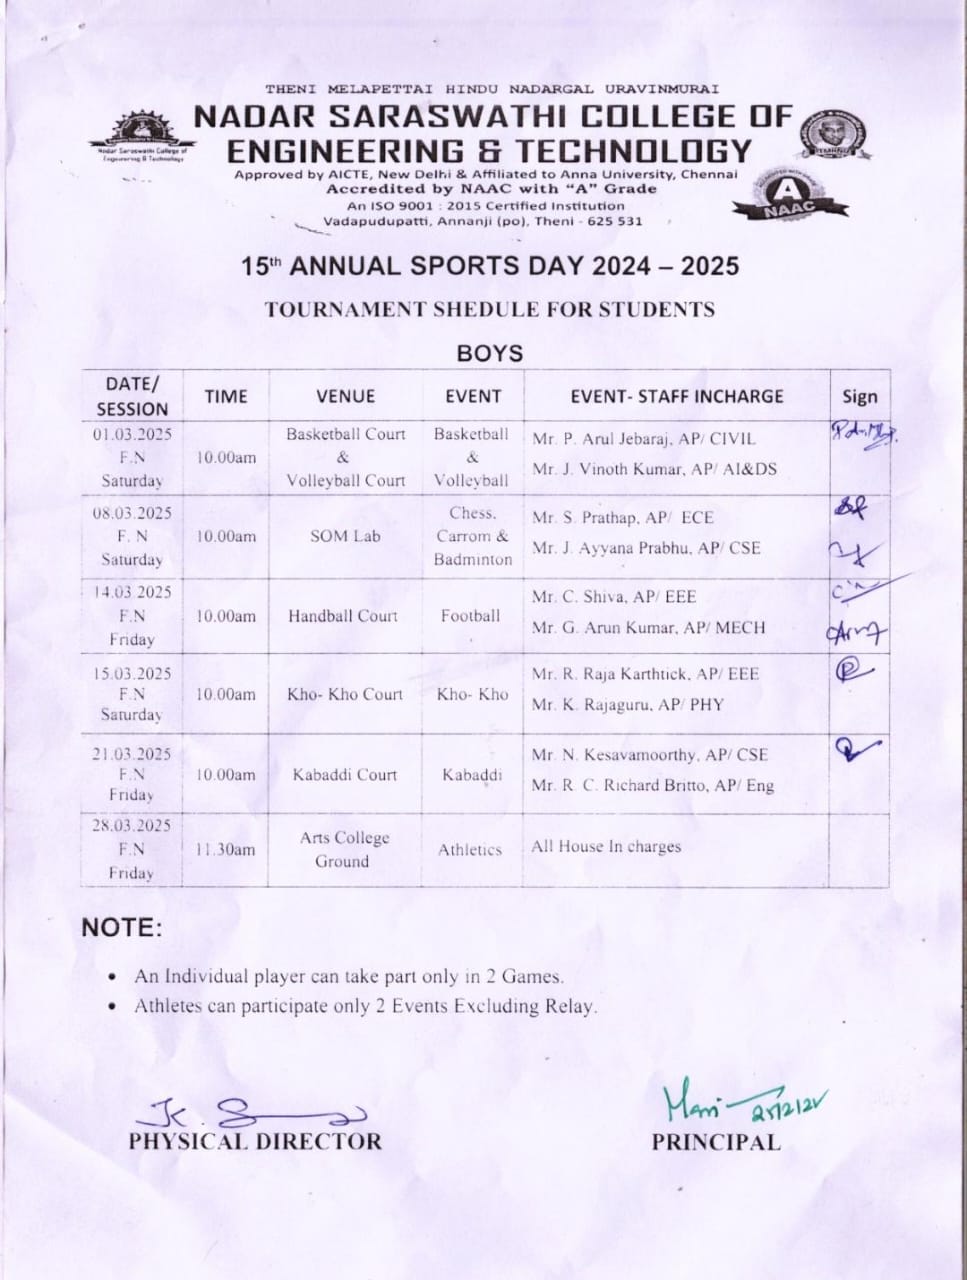 THENI MELAPETTAI HINDU NADARGAL URAVINMURAI
NADAR SARASWATHI COLLEGE OF
ENGINEERING & TECHNOLOGY
Nadar Saraswathi College of
Engineering & Technology
Approved by AICTE, New Delhi & Affiliated to Anna University, Chennai
Accredited by NAAC with “A” Grade
An ISO 9001 : 2015 Certified Institution
Vadapudupatti, Annanji (po), Theni - 625 531
A
NAAC
15th ANNUAL SPORTS DAY 2024 – 2025
TOURNAMENT SHEDULE FOR STUDENTS
BOYS
DATE/ SESSION TIME VENUE EVENT EVENT- STAFF INCHARGE Sign
01.03.2025 Basketball Court Basketball Mr. P. Arul Jebaraj, AP/ CIVIL
F.N 10.00am & &
Saturday Volleyball Court Volleyball Mr. J. Vinoth Kumar, AP/ AI&DS
08.03.2025 Chess, Mr. S. Prathap, AP/ ECE
F. N 10.00am SOM Lab Carrom &
Saturday Badminton Mr. J. Ayyana Prabhu, AP/ CSE
14.03.2025 Mr. C. Shiva, AP/ EEE
F.N 10.00am Handball Court Football
Friday Mr. G. Arun Kumar, AP/ MECH
15.03.2025 Mr. R. Raja Karthtick, AP/ EEE
F.N 10.00am Kho- Kho Court Kho- Kho
Saturday Mr. K. Rajaguru, AP/ PHY
21.03.2025 Mr. N. Kesavamoorthy, AP/ CSE
F.N 10.00am Kabaddi Court Kabaddi
Friday Mr. R. C. Richard Britto, AP/ Eng
28.03.2025 Arts College
F.N 11.30am Ground Athletics All House In charges
Friday
NOTE:
• An Individual player can take part only in 2 Games.
• Athletes can participate only 2 Events Excluding Relay.
PHYSICAL DIRECTOR PRINCIPAL